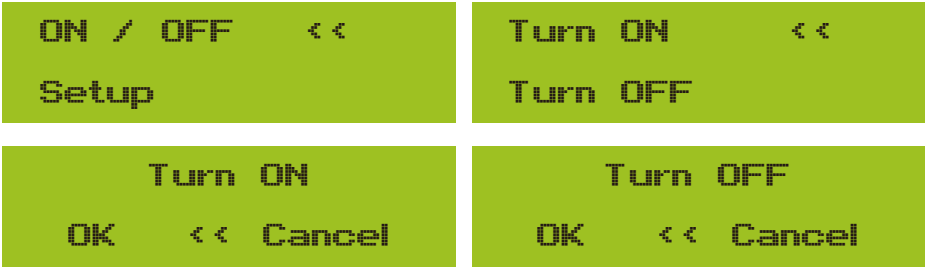 ON / OFF <<
Setup
Turn ON <<
Turn OFF
Turn ON
OK << Cancel
Turn OFF
OK << Cancel